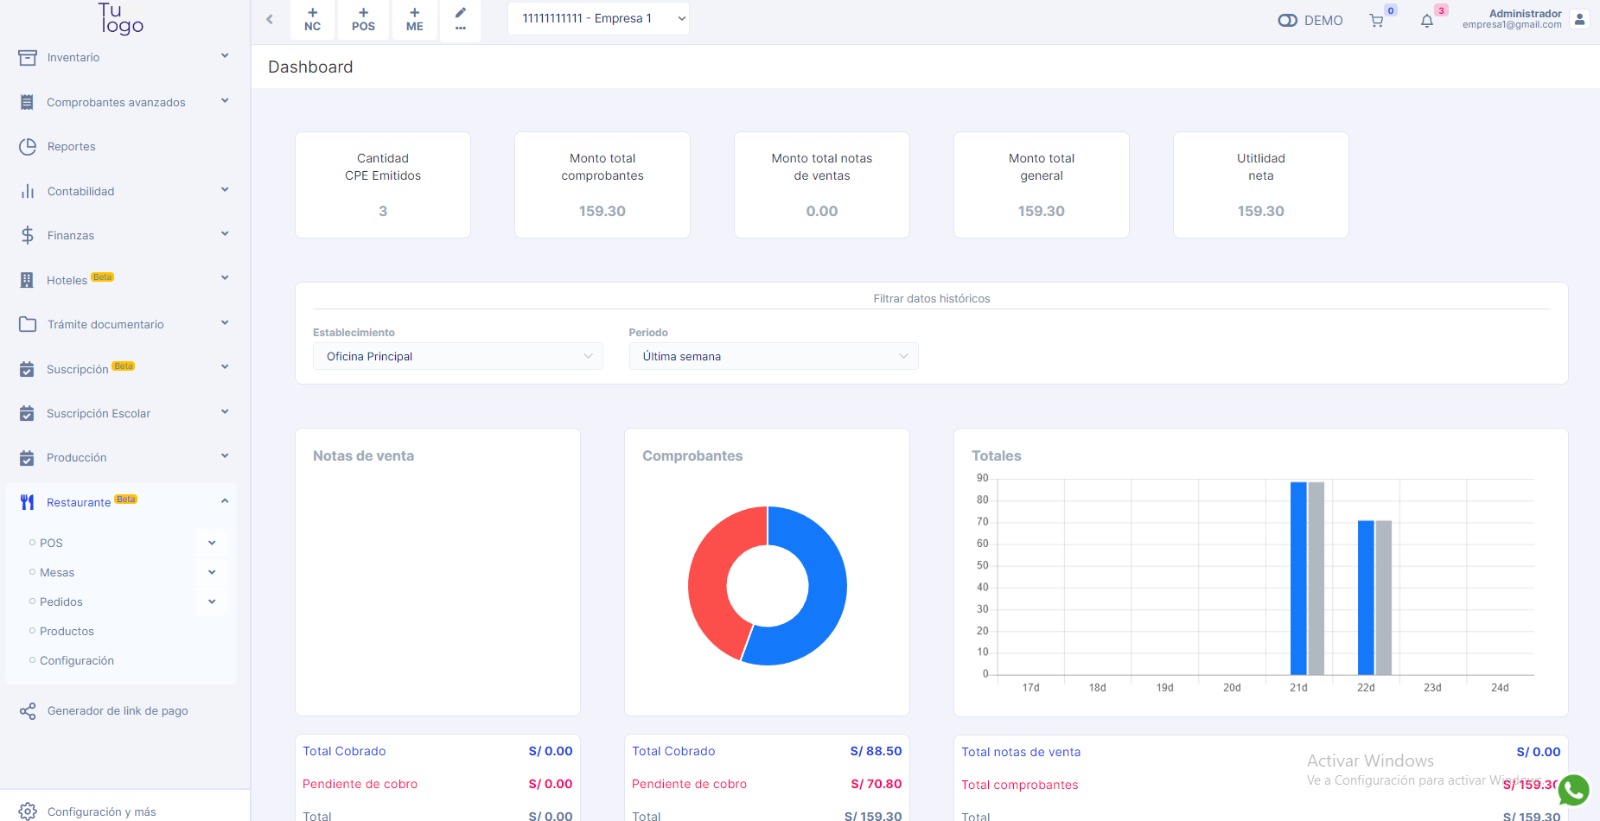 Tu
logo
Inventario
Comprobantes avanzados
Reportes
Contabilidad
Finanzas
Hoteles Beta
Trámite documentario
Suscripción Beta
Suscripción Escolar
Producción
Restaurante Beta
POS
Mesas
Pedidos
Productos
Configuración
Generador de link de pago
Configuración y más
+ NC
+ POS
+ ME
...
11111111111 - Empresa 1
DEMO
0
3
Administrador
empresa1@gmail.com
Dashboard
Cantidad
CPE Emitidos
3
Monto total
comprobantes
159.30
Monto total notas
de ventas
0.00
Monto total
general
159.30
Utitlidad
neta
159.30
Filtrar datos históricos
Establecimiento
Oficina Principal
Periodo
Última semana
Notas de venta
Total Cobrado S/ 0.00
Pendiente de cobro S/ 0.00
Total S/ 0.00
Comprobantes
Total Cobrado S/ 88.50
Pendiente de cobro S/ 70.80
Total S/ 159.30
Totales
90
80
70
60
50
40
30
20
10
0
17d 18d 19d 20d 21d 22d 23d 24d
Total notas de venta S/ 0.00
Total comprobantes S/ 159.30
Total S/ 159.30
Activar Windows
Ve a Configuración para activar Windows.